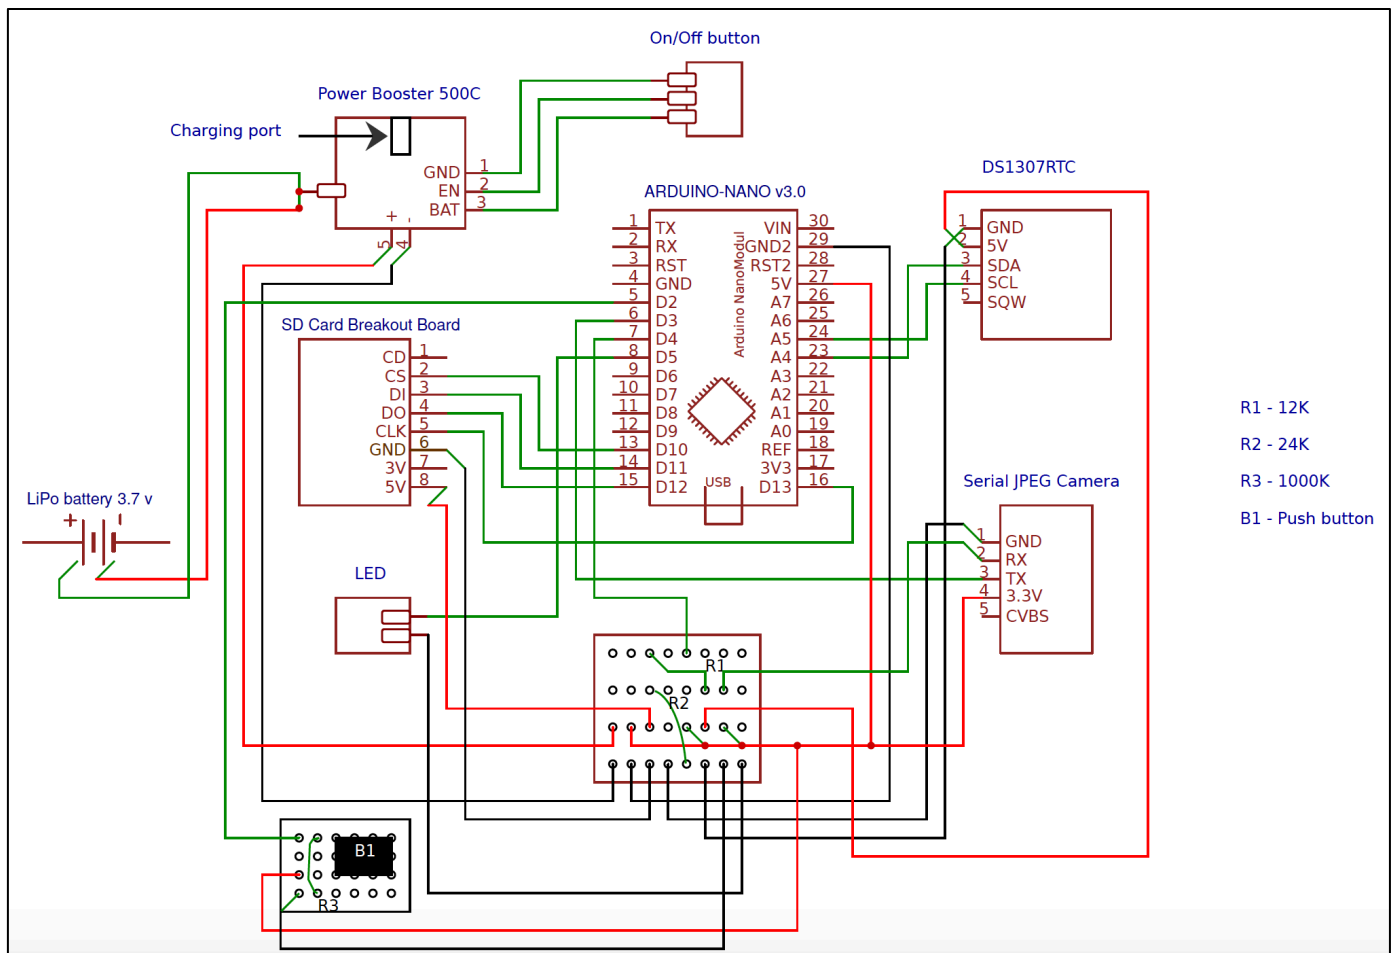 On/Off button
Power Booster 500C
Charging port
GND 1
EN 2
BAT 3
+ -
5 4
DS1307RTC
1 GND
2 5V
3 SDA
4 SCL
5 SQW
ARDUINO-NANO v3.0
Arduino NanoModul
1 TX VIN 30
2 RX GND2 29
3 RST RST2 28
4 GND 5V 27
5 D2 A7 26
6 D3 A6 25
7 D4 A5 24
8 D5 A4 23
9 D6 A3 22
10 D7 A2 21
11 D8 A1 20
12 D9 A0 19
13 D10 REF 18
14 D11 3V3 17
15 D12 D13 16
USB
SD Card Breakout Board
CD 1
CS 2
DI 3
DO 4
CLK 5
GND 6
3V 7
5V 8
LiPo battery 3.7 v
+ -
LED
R1 - 12K
R2 - 24K
R3 - 1000K
B1 - Push button
Serial JPEG Camera
1 GND
2 RX
3 TX
4 3.3V
5 CVBS
R1
R2
B1
R3